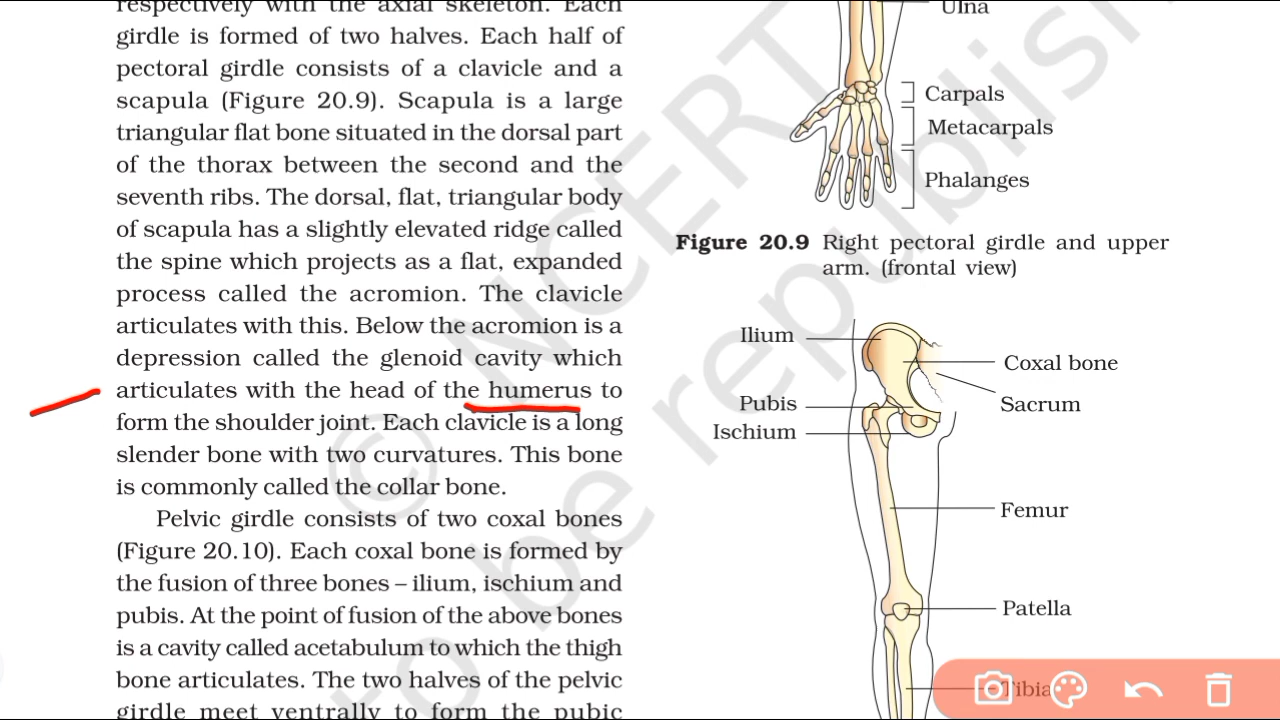 respectively with the axial skeleton. Each
girdle is formed of two halves. Each half of
pectoral girdle consists of a clavicle and a
scapula (Figure 20.9). Scapula is a large
triangular flat bone situated in the dorsal part
of the thorax between the second and the
seventh ribs. The dorsal, flat, triangular body
of scapula has a slightly elevated ridge called
the spine which projects as a flat, expanded
process called the acromion. The clavicle
articulates with this. Below the acromion is a
depression called the glenoid cavity which
articulates with the head of the humerus to
form the shoulder joint. Each clavicle is a long
slender bone with two curvatures. This bone
is commonly called the collar bone.
Pelvic girdle consists of two coxal bones
(Figure 20.10). Each coxal bone is formed by
the fusion of three bones – ilium, ischium and
pubis. At the point of fusion of the above bones
is a cavity called acetabulum to which the thigh
bone articulates. The two halves of the pelvic
girdle meet ventrally to form the pubic
Ulna
Carpals
Metacarpals
Phalanges
Figure 20.9 Right pectoral girdle and upper
arm. (frontal view)
Ilium
Coxal bone
Pubis
Sacrum
Ischium
Femur
Patella
Tibia
© NCERT
to be republis